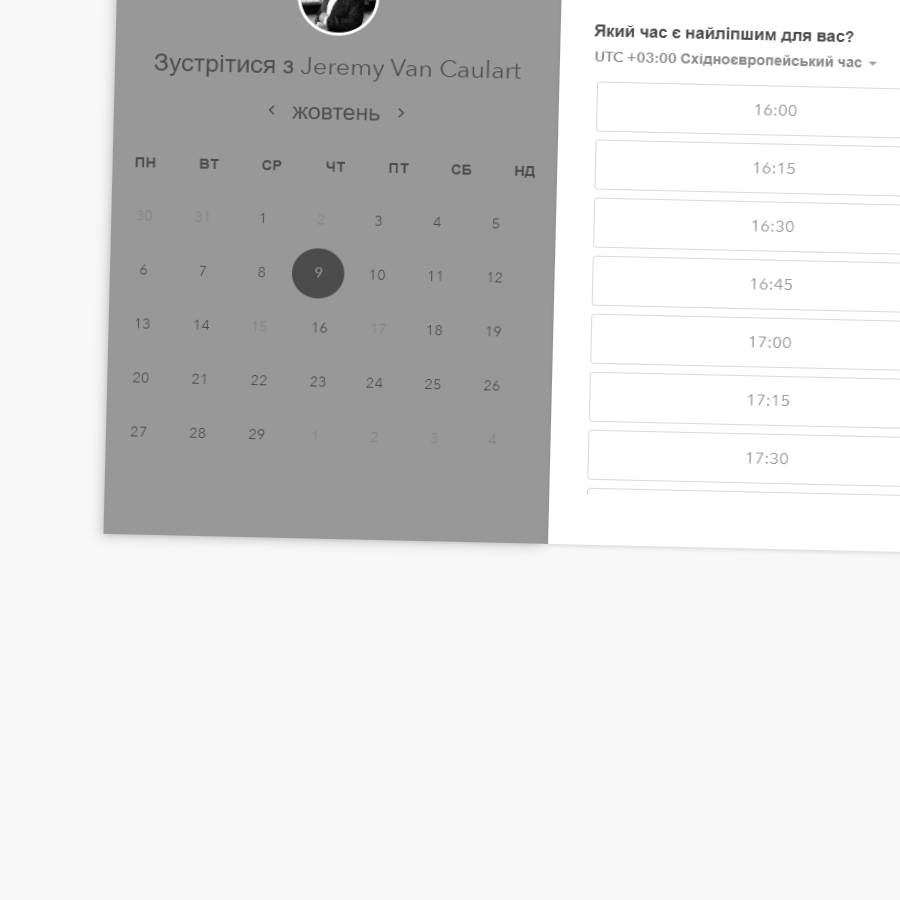 Зустрітися з Jeremy Van Caulart
жовтень
ПН ВТ СР ЧТ ПТ СБ НД
30 31 1 2 3 4 5
6 7 8 9 10 11 12
13 14 15 16 17 18 19
20 21 22 23 24 25 26
27 28 29 1 2 3 4
Який час є найліпшим для вас?
UTC +03:00 Східноєвропейський час
16:00
16:15
16:30
16:45
17:00
17:15
17:30